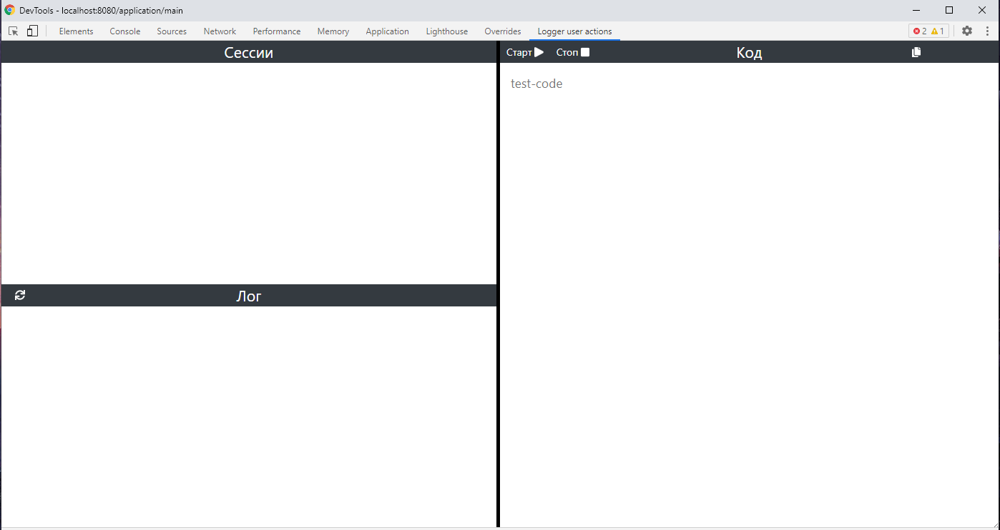 DevTools - localhost:8080/application/main
Elements Console Sources Network Performance Memory Application Lighthouse Overrides Logger user actions 2 1
Сессии
Старт Стоп Код
test-code
Лог